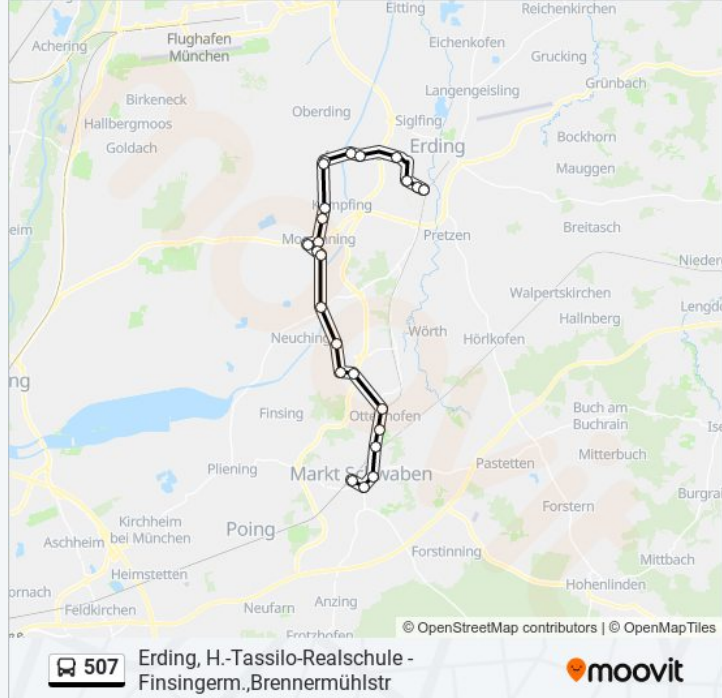 Eitting
Reichenkirchen
Achering
Flughafen
München
Eichenkofen
Grucking
Birkeneck
Langengeisling
Grünbach
Oberding
Hallbergmoos
Siglfing
Goldach
Erding
Bockhorn
Mauggen
Breitasch
Pretzen
Walpertskirchen
Hallnberg
Neuching
Wörth
Hörlkofen
Finsing
Buch am
Buchrain
Mitterbuch
Pliening
Markt Schwaben
Pastetten
Kirchheim
bei München
Poing
Forstern
Aschheim
Heimstetten
Forstinning
Mittbach
Feldkirchen
Neufarn
Anzing
Hohenlinden
© OpenStreetMap contributors | © OpenMapTiles
507
Erding, H.-Tassilo-Realschule -
Finsingerm.,Brennermühlstr
moovit